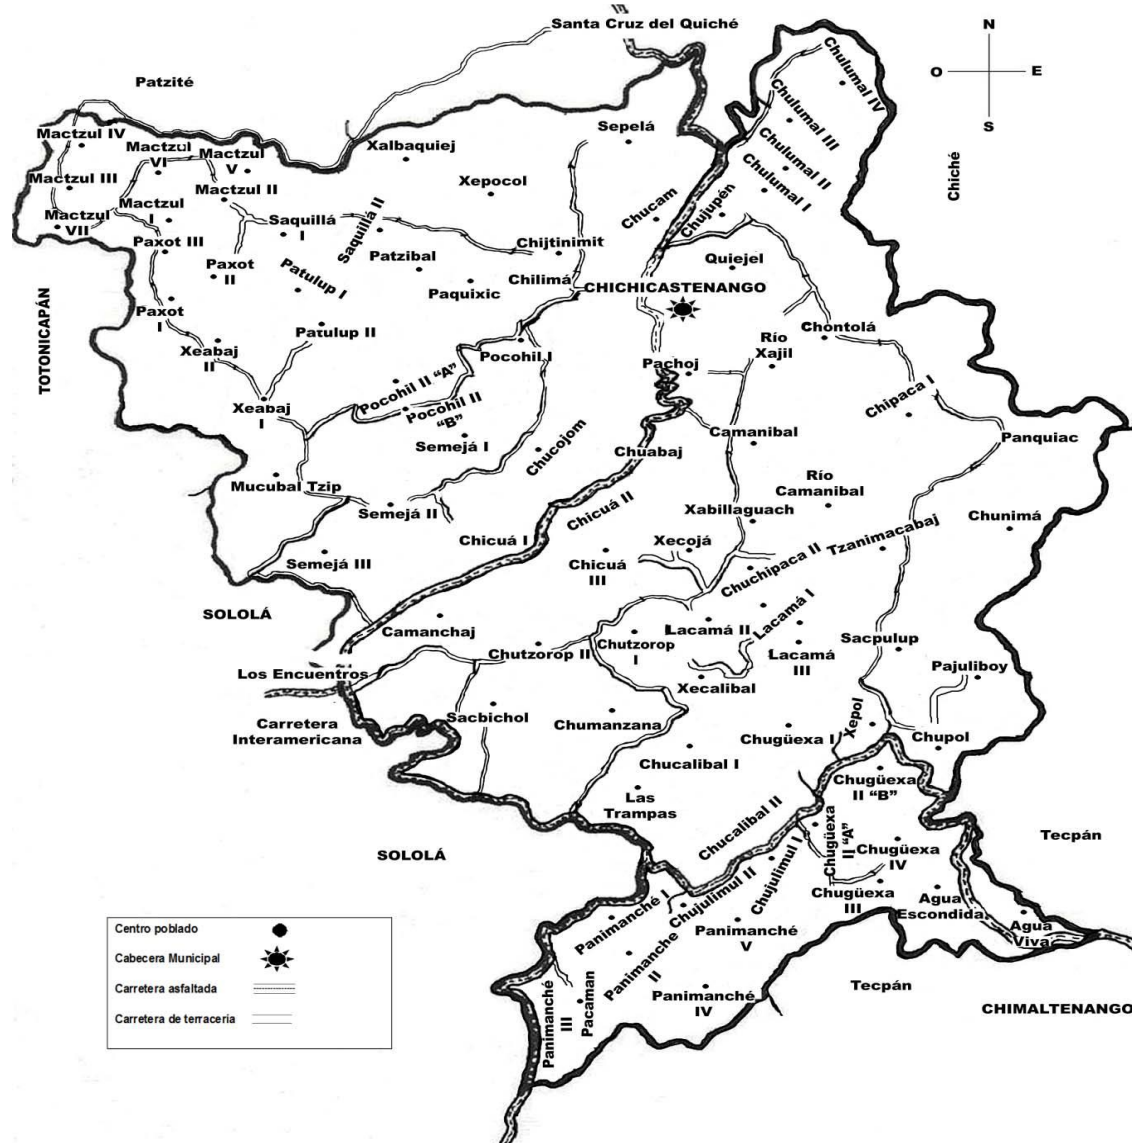 Santa Cruz del Quiché
N
O
E
S
Patzité
Chiché
TOTONICAPÁN
SOLOLÁ
SOLOLÁ
Tecpán
Tecpán
CHIMALTENANGO
Chulumal IV
Chulumal III
Chulumal II
Chulumal I
Sepelá
Mactzul IV
Mactzul
VI
Mactzul
V
Xalbaquiej
Mactzul III
Mactzul II
Xepocol
Mactzul
I
Mactzul
VII
Saquillá
I
Saquillá II
Chucam
Chujupén
Paxot III
Paxot
II
Patzibal
Chijtinimit
Quiejel
Patulup I
Paquixic
Chilimá
CHICHICASTENANGO
Paxot
I
Patulup II
Chontolá
Xeabaj
II
Pocohil I
Río
Xajil
Pachoj
Pocohil II "A"
Xeabaj
I
Pocohil II
"B"
Chipaca I
Semejá I
Chucojom
Camanibal
Panquiac
Chuabaj
Mucubal Tzip
Río
Camanibal
Semejá II
Chicuá II
Xabillaguach
Chunimá
Chicuá I
Xecojá
Tzanimacabaj
Semejá III
Chicuá
III
Chuchipaca II
Lacamá I
Camanchaj
Lacamá II
Chutzorop
I
Chutzorop II
Lacamá
III
Sacpulup
Pajuliboy
Los Encuentros
Xecalibal
Carretera
Interamericana
Sacbichol
Chumanzana
Chugüexa I
Xepol
Chupol
Chucalibal I
Chugüexa
II "B"
Las
Trampas
Chucalibal II
Chugüexa
II "A"
Chugüexa
IV
Chujulimul I
Chujulimul II
Chugüexa
III
Agua
Escondida
Agua
Viva
Panimanché I
Panimanché
V
Panimanche
II
Panimanché
IV
Panimanché
III
Pacaman
Centro poblado
Cabecera Municipal
Carretera asfaltada
Carretera de terracería